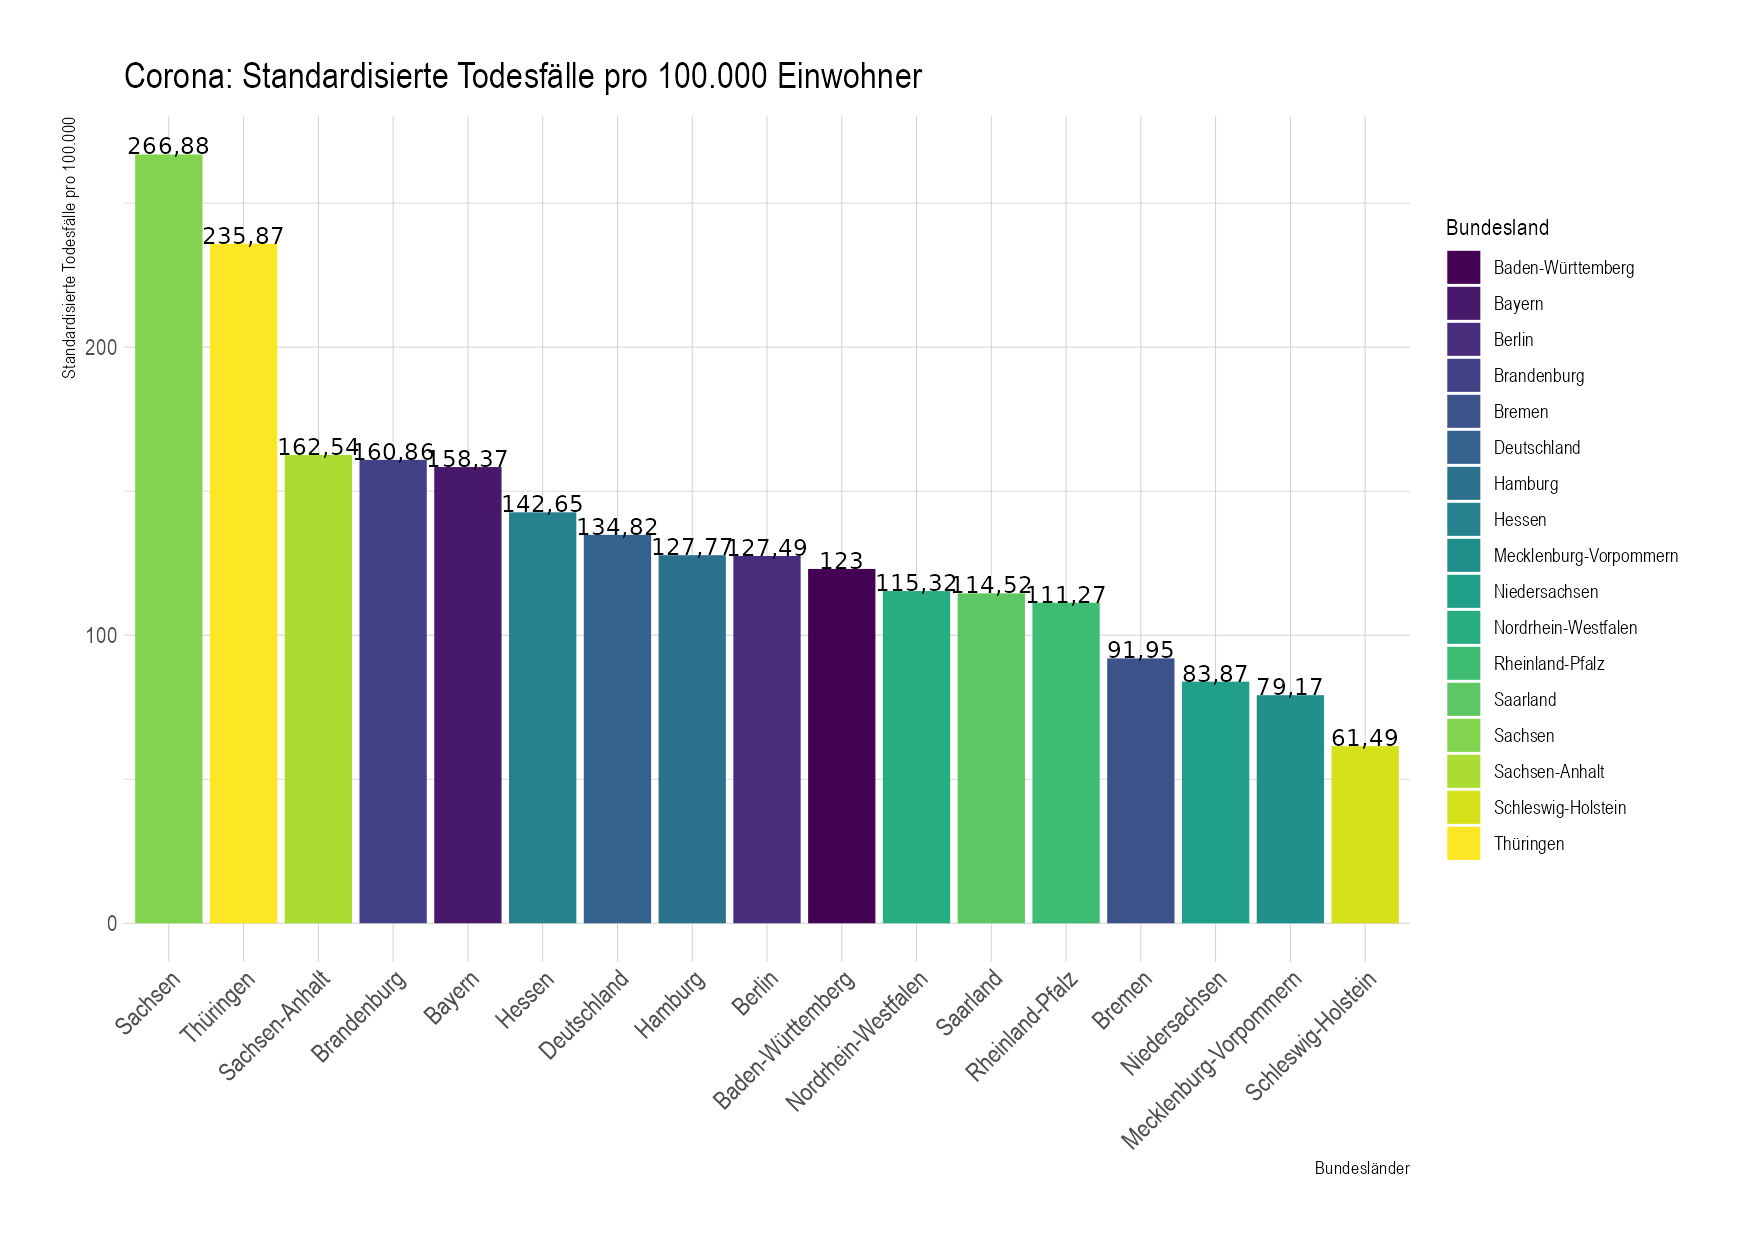 Corona: Standardisierte Todesfälle pro 100.000 Einwohner
Standardisierte Todesfälle pro 100.000
200
100
0
266,88
235,87
162,54
160,86
158,37
142,65
134,82
127,77
127,49
123
115,32
114,52
111,27
91,95
83,87
79,17
61,49
Sachsen
Thüringen
Sachsen-Anhalt
Brandenburg
Bayern
Hessen
Deutschland
Hamburg
Berlin
Baden-Württemberg
Nordrhein-Westfalen
Saarland
Rheinland-Pfalz
Bremen
Niedersachsen
Mecklenburg-Vorpommern
Schleswig-Holstein
Bundesländer
Bundesland
Baden-Württemberg
Bayern
Berlin
Brandenburg
Bremen
Deutschland
Hamburg
Hessen
Mecklenburg-Vorpommern
Niedersachsen
Nordrhein-Westfalen
Rheinland-Pfalz
Saarland
Sachsen
Sachsen-Anhalt
Schleswig-Holstein
Thüringen